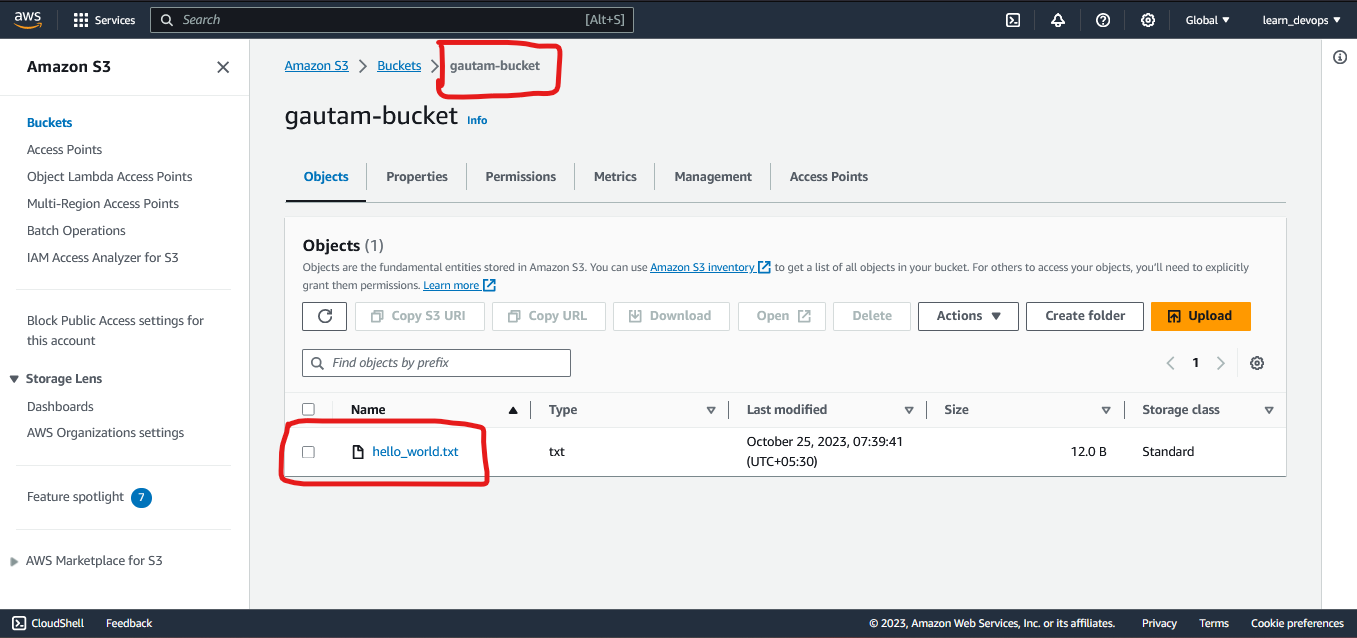 aws Services Search [Alt+S] Global learn_devops
Amazon S3
Buckets
Access Points
Object Lambda Access Points
Multi-Region Access Points
Batch Operations
IAM Access Analyzer for S3
Block Public Access settings for
this account
Storage Lens
Dashboards
AWS Organizations settings
Feature spotlight 7
AWS Marketplace for S3
Amazon S3 Buckets gautam-bucket
gautam-bucket Info
Objects Properties Permissions Metrics Management Access Points
Objects (1)
Objects are the fundamental entities stored in Amazon S3. You can use Amazon S3 inventory to get a list of all objects in your bucket. For others to access your objects, you'll need to explicitly
grant them permissions. Learn more
Copy S3 URI Copy URL Download Open Delete Actions Create folder Upload
Find objects by prefix 1
Name Type Last modified Size Storage class
hello_world.txt txt October 25, 2023, 07:39:41 12.0 B Standard
(UTC+05:30)
CloudShell Feedback © 2023, Amazon Web Services, Inc. or its affiliates. Privacy Terms Cookie preferences